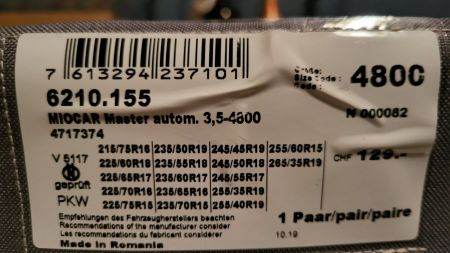 7 613294 237101
6210.155
MIOCAR Master autom. 3,5-4800
4717374
Size Code: 4800
N 000082
V 5117
geprüft
PKW
215/75R16 235/50R19 245/45R19 255/60R15
225/60R18 235/55R18 245/50R18 265/35R19
225/65R17 235/60R17 245/55R17
225/70R16 235/65R16 255/35R19
225/75R15 235/70R15 255/40R19
CHF 129.-
Empfehlungen des Fahrzeugherstellers beachten
Recommendations of the manufacturer consider
Les recommandations du fabricant considérer
Made in Romania
1 Paar/pair/paire
10.19